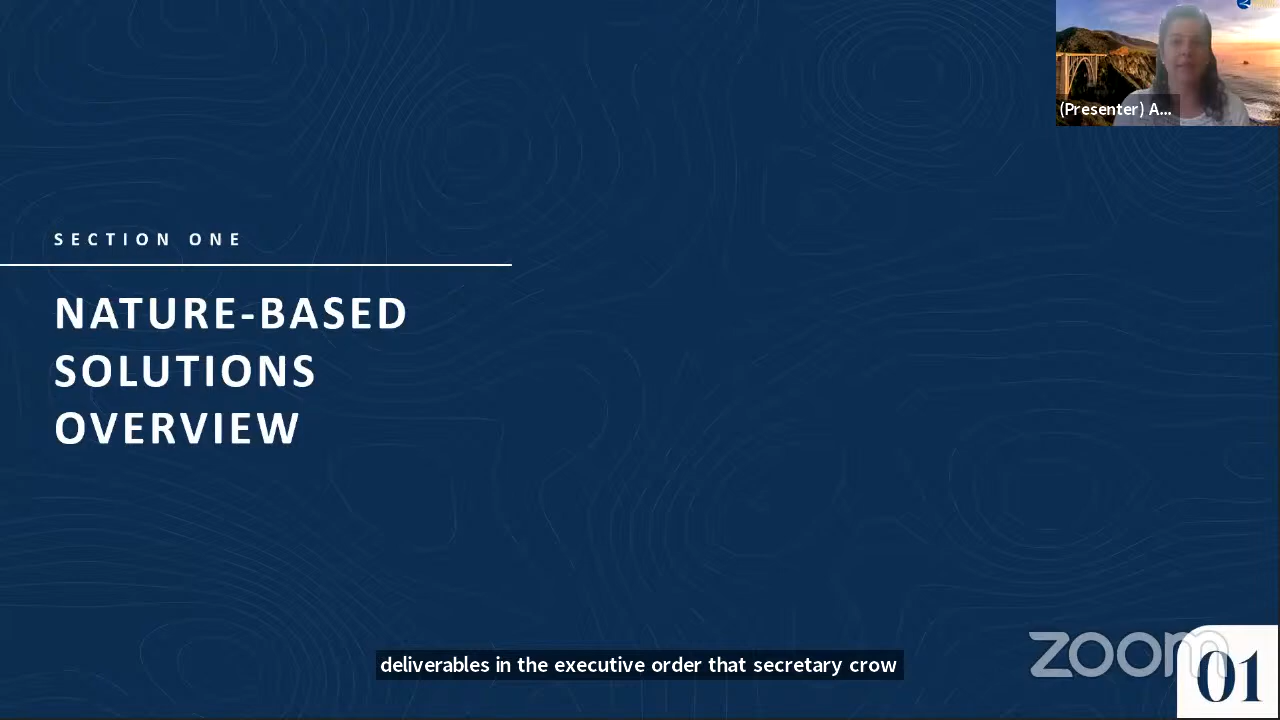 (Presenter) A...
SECTION ONE
NATURE-BASED
SOLUTIONS
OVERVIEW
deliverables in the executive order that secretary crow
zoom
01